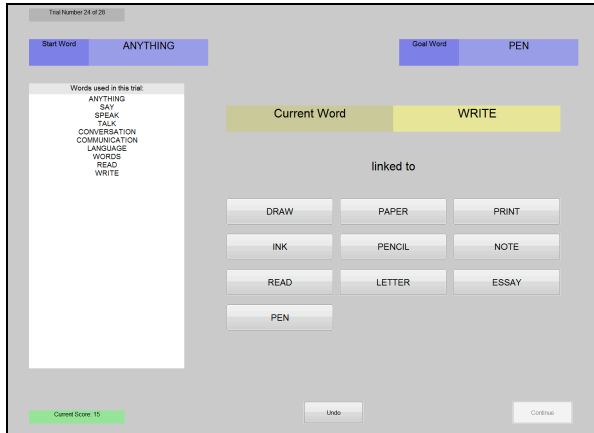 Trial Number 24 of 28
Start Word ANYTHING
Goal Word PEN
Words used in this trial:
ANYTHING
SAY
SPEAK
TALK
CONVERSATION
COMMUNICATION
LANGUAGE
WORDS
READ
WRITE
Current Word WRITE
linked to
DRAW PAPER PRINT
INK PENCIL NOTE
READ LETTER ESSAY
PEN
Current Score: 15
Undo
Continue